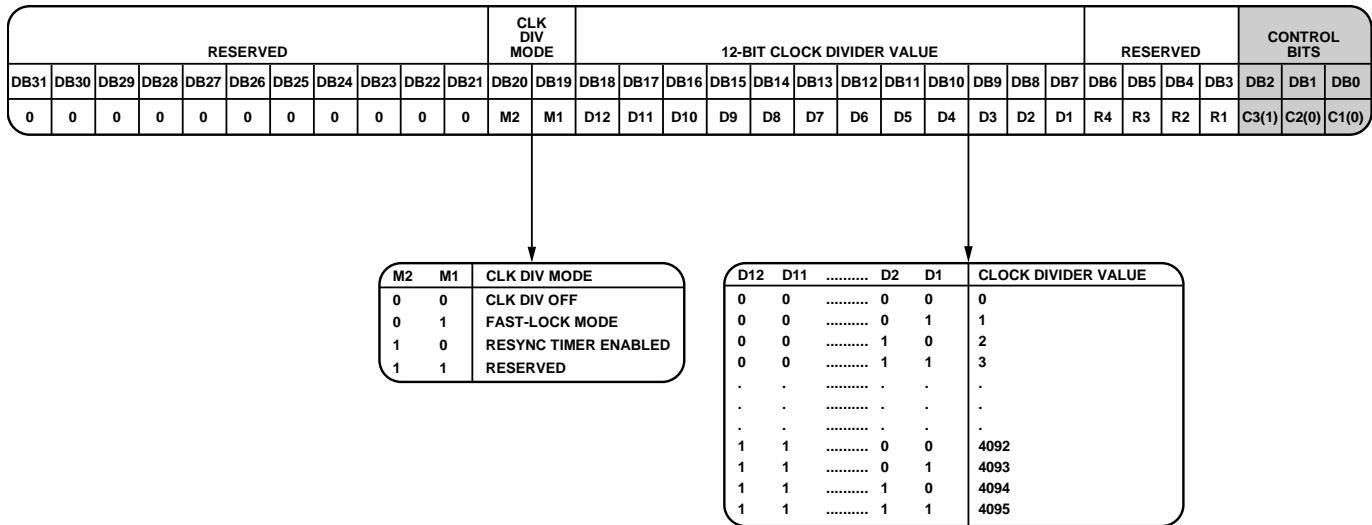 RESERVED CLK DIV MODE 12-BIT CLOCK DIVIDER VALUE RESERVED CONTROL BITS
DB31 DB30 DB29 DB28 DB27 DB26 DB25 DB24 DB23 DB22 DB21 DB20 DB19 DB18 DB17 DB16 DB15 DB14 DB13 DB12 DB11 DB10 DB9 DB8 DB7 DB6 DB5 DB4 DB3 DB2 DB1 DB0
0 0 0 0 0 0 0 0 0 0 0 M2 M1 D12 D11 D10 D9 D8 D7 D6 D5 D4 D3 D2 D1 R4 R3 R2 R1 C3(1) C2(0) C1(0)
M2 M1 CLK DIV MODE
0 0 CLK DIV OFF
0 1 FAST-LOCK MODE
1 0 RESYNC TIMER ENABLED
1 1 RESERVED
D12 D11 .......... D2 D1 CLOCK DIVIDER VALUE
0 0 .......... 0 0 0
0 0 .......... 0 1 1
0 0 .......... 1 0 2
0 0 .......... 1 1 3
. . .......... . . .
. . .......... . . .
. . .......... . . .
1 1 .......... 0 0 4092
1 1 .......... 0 1 4093
1 1 .......... 1 0 4094
1 1 .......... 1 1 4095